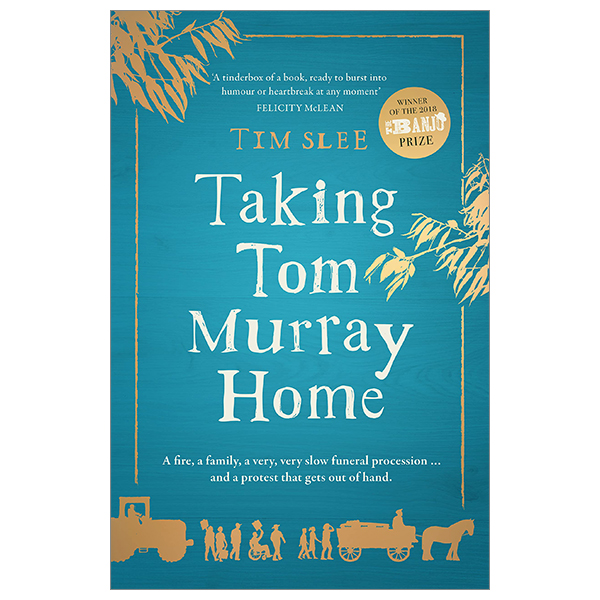 'A tinderbox of a book, ready to burst into
humour or heartbreak at any moment'
FELICITY McLEAN
WINNER
OF THE 2018
THE BANJO
PRIZE
TIM SLEE
Taking
Tom
Murray
Home
A fire, a family, a very, very slow funeral procession ...
and a protest that gets out of hand.